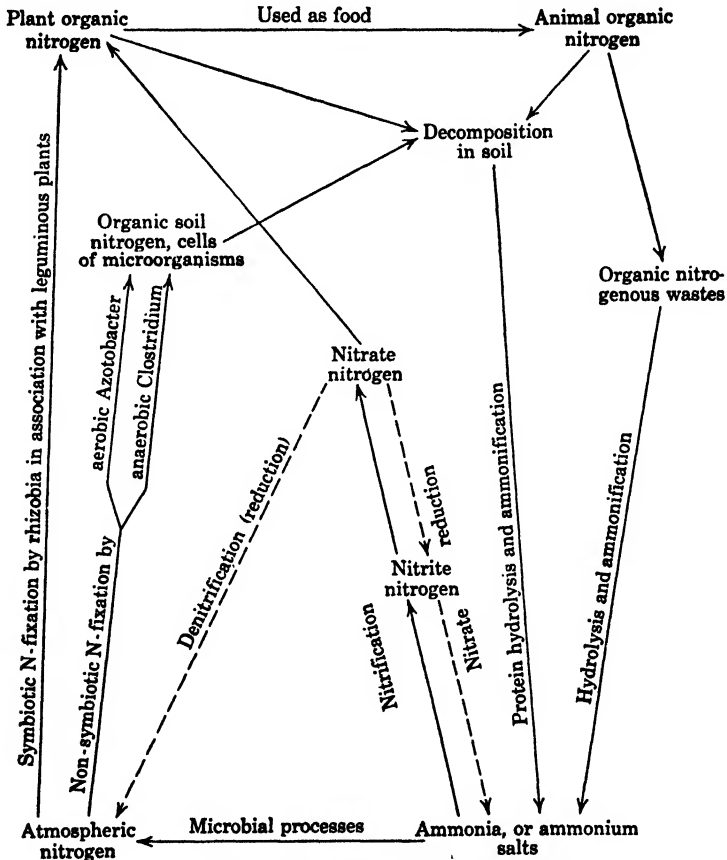 Plant organic
nitrogen
Used as food
Animal organic
nitrogen
Decomposition
in soil
Organic soil
nitrogen, cells
of microorganisms
Organic nitro-
genous wastes
Symbiotic N-fixation by rhizobia in association with leguminous plants
Non-symbiotic N-fixation by
aerobic Azotobacter
anaerobic Clostridium
Nitrate
nitrogen
Denitrification (reduction)
reduction
Nitrite
nitrogen
Nitrification
Nitrate
Protein hydrolysis and ammonification
Hydrolysis and ammonification
Atmospheric
nitrogen
Microbial processes
Ammonia, or ammonium
salts